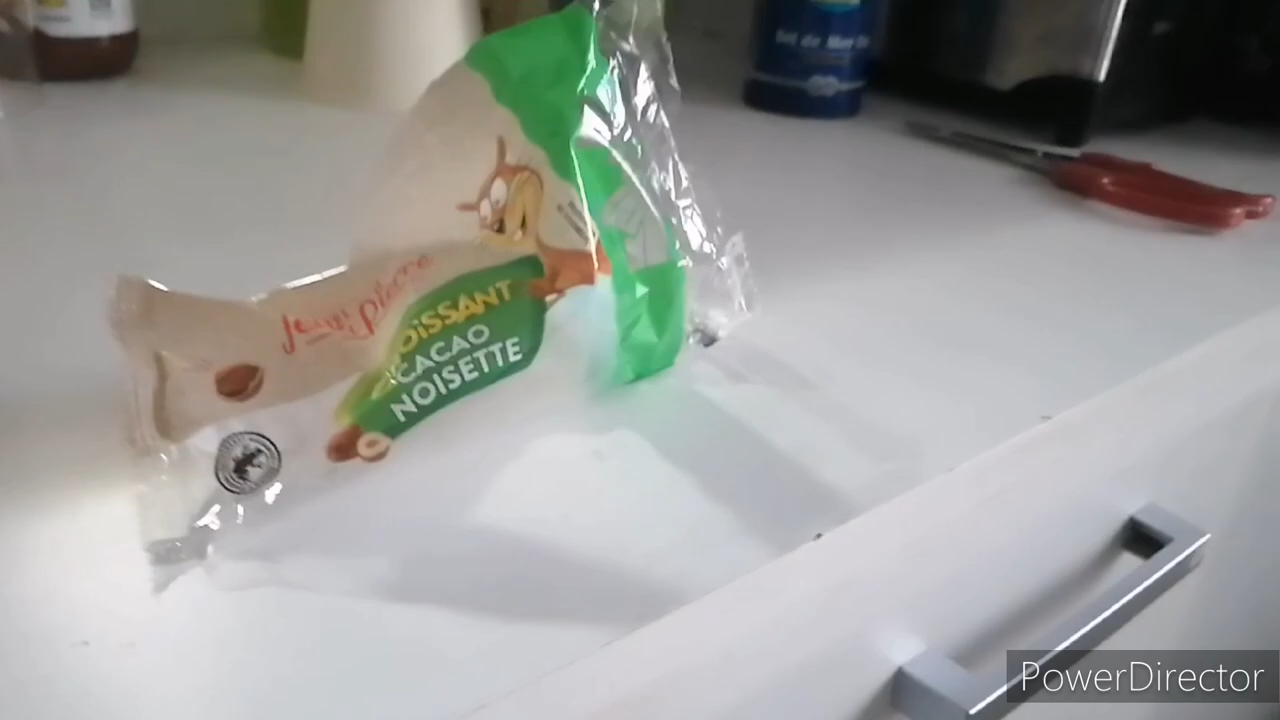 Jean Pierre
OiSSANT
CACAO
NOISETTE
PowerDirector